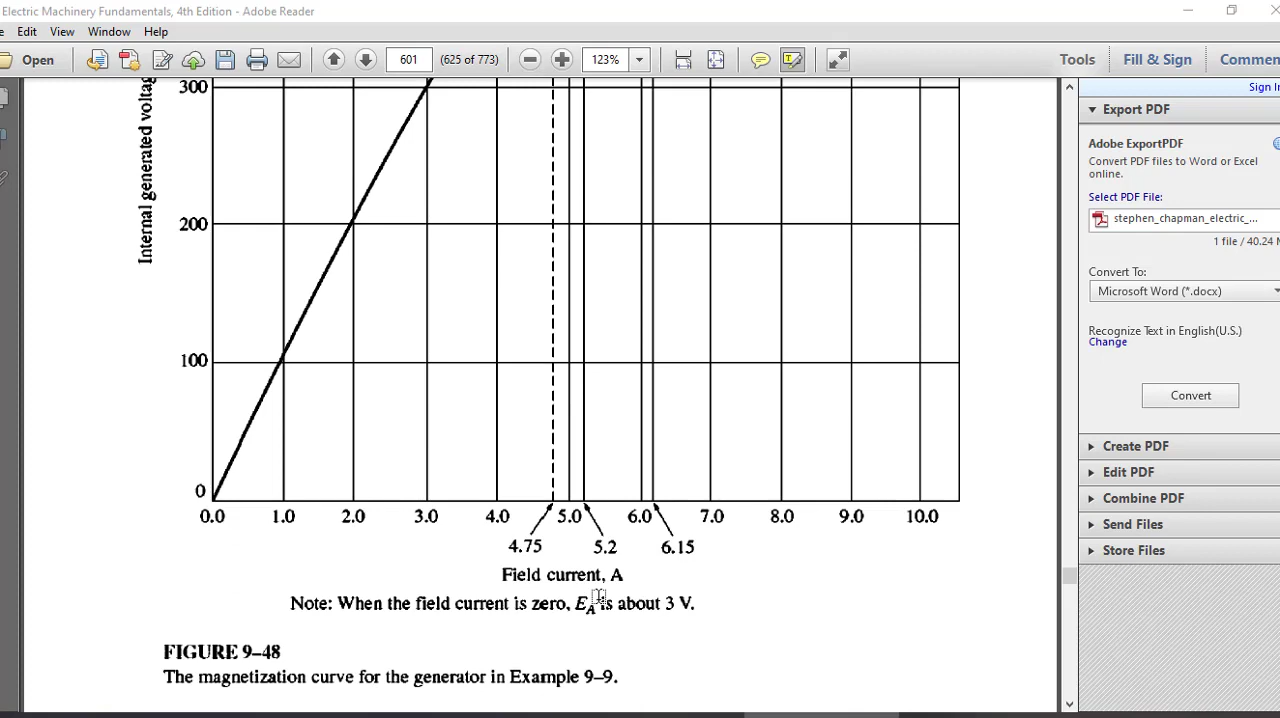 Electric Machinery Fundamentals, 4th Edition - Adobe Reader
Edit View Window Help
Open 601 (625 of 773) 123% Tools Fill & Sign Commen
Sign In
300
Internal generated voltag
200
100
0
0.0 1.0 2.0 3.0 4.0 5.0 6.0 7.0 8.0 9.0 10.0
4.75 5.2 6.15
Field current, A
Note: When the field current is zero, EA is about 3 V.
FIGURE 9–48
The magnetization curve for the generator in Example 9–9.
Export PDF
Adobe ExportPDF
Convert PDF files to Word or Excel
online.
Select PDF File:
stephen_chapman_electric_...
1 file / 40.24 M
Convert To:
Microsoft Word (*.docx)
Recognize Text in English(U.S.)
Change
Convert
Create PDF
Edit PDF
Combine PDF
Send Files
Store Files